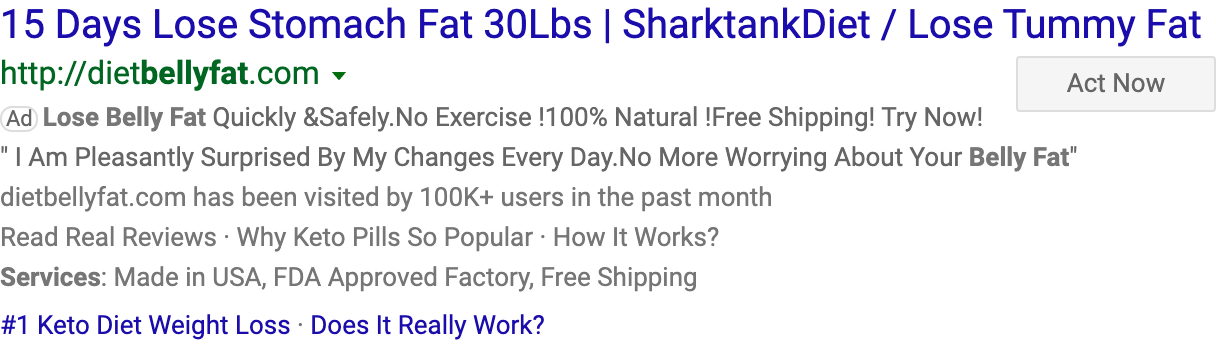 15 Days Lose Stomach Fat 30Lbs | SharktankDiet / Lose Tummy Fat
http://dietbellyfat.com
Act Now
Ad Lose Belly Fat Quickly &Safely.No Exercise !100% Natural !Free Shipping! Try Now!
" I Am Pleasantly Surprised By My Changes Every Day.No More Worrying About Your Belly Fat"
dietbellyfat.com has been visited by 100K+ users in the past month
Read Real Reviews · Why Keto Pills So Popular · How It Works?
Services: Made in USA, FDA Approved Factory, Free Shipping
#1 Keto Diet Weight Loss · Does It Really Work?